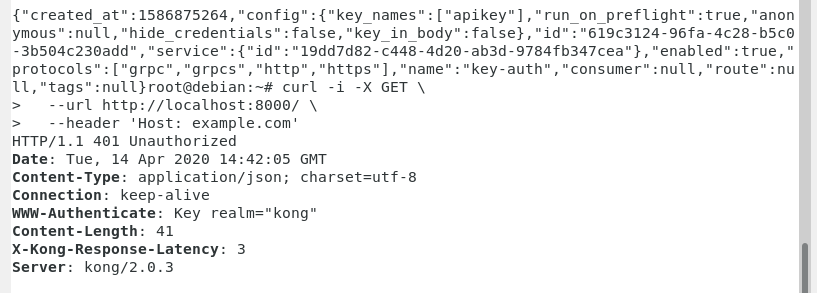 {"created_at":1586875264,"config":{"key_names":["apikey"],"run_on_preflight":true,"anon
ymous":null,"hide_credentials":false,"key_in_body":false},"id":"619c3124-96fa-4c28-b5c0
-3b504c230add","service":{"id":"19dd7d82-c448-4d20-ab3d-9784fb347cea"},"enabled":true,"
protocols":["grpc","grpcs","http","https"],"name":"key-auth","consumer":null,"route":nu
ll,"tags":null}root@debian:~# curl -i -X GET \
>   --url http://localhost:8000/ \
>   --header 'Host: example.com'
HTTP/1.1 401 Unauthorized
Date: Tue, 14 Apr 2020 14:42:05 GMT
Content-Type: application/json; charset=utf-8
Connection: keep-alive
WWW-Authenticate: Key realm="kong"
Content-Length: 41
X-Kong-Response-Latency: 3
Server: kong/2.0.3